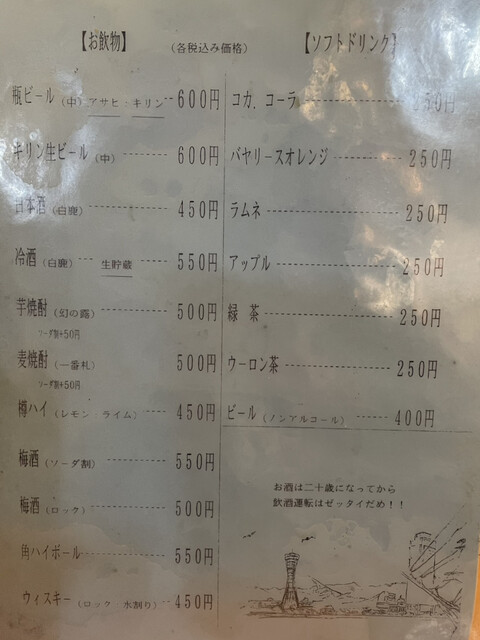 【お飲物】 (各税込み価格)
瓶ビール(中)アサヒ・キリン---600円
キリン生ビール(中)----------600円
日本酒(白鹿)----------450円
冷酒(白鹿)--- 生貯蔵 ----550円
芋焼酎(幻の露)-------500円
ソーダ割+50円
麦焼酎(一番札)-------500円
ソーダ割+50円
樽ハイ(レモン ライム)---450円
梅酒(ソーダ割)-------550円
梅酒(ロック)--------500円
角ハイボール-----------550円
ウィスキー(ロック 水割り)--450円
【ソフトドリンク】
コカ.コーラ----------------250円
バヤリースオレンジ---------250円
ラムネ------------------250円
アップル----------------250円
緑 茶------------------250円
ウーロン茶---------------250円
ビール(ノンアルコール)------400円
お酒は二十歳になってから
飲酒運転はゼッタイだめ！！